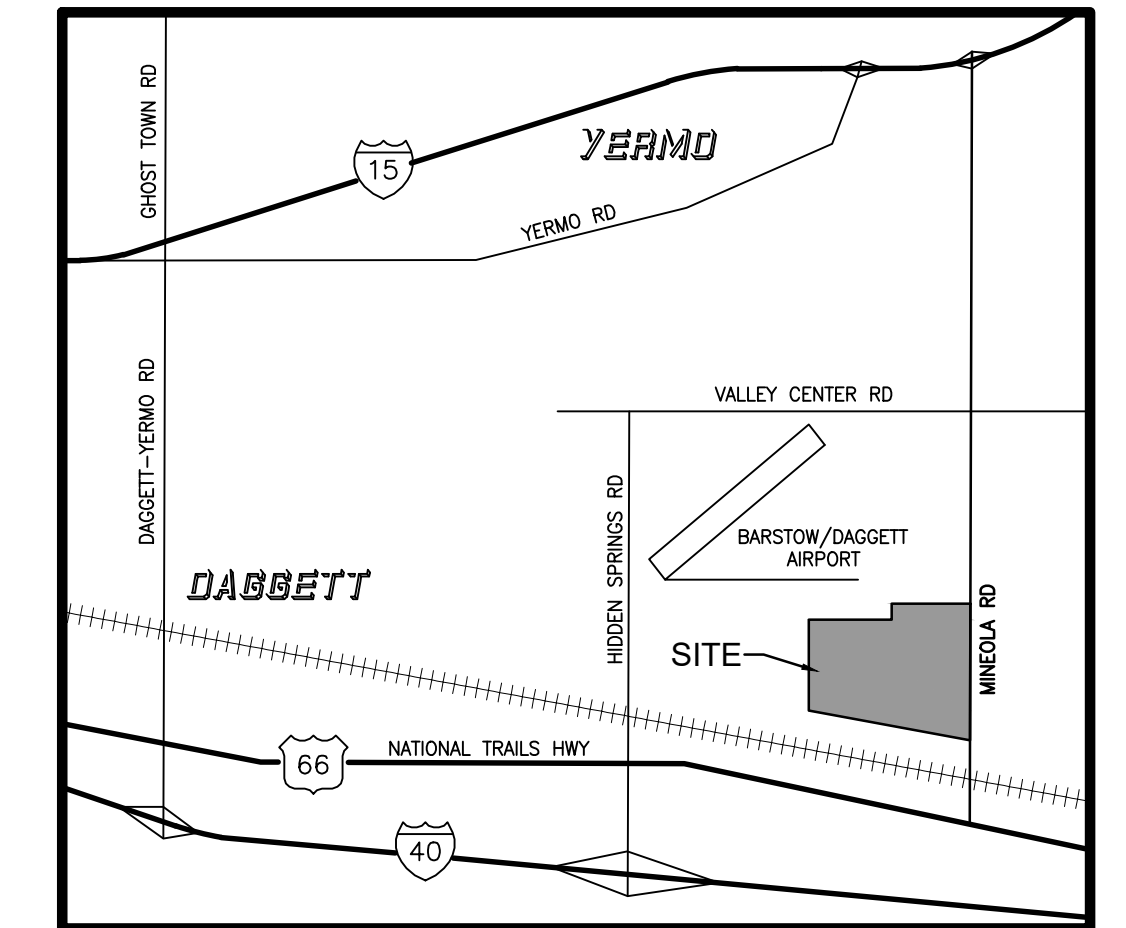 GHOST TOWN RD
YERMO
15
YERMO RD
DAGGETT-YERMO RD
VALLEY CENTER RD
HIDDEN SPRINGS RD
BARSTOW/DAGGETT
AIRPORT
DAGGETT
MINEOLA RD
SITE
NATIONAL TRAILS HWY
66
40